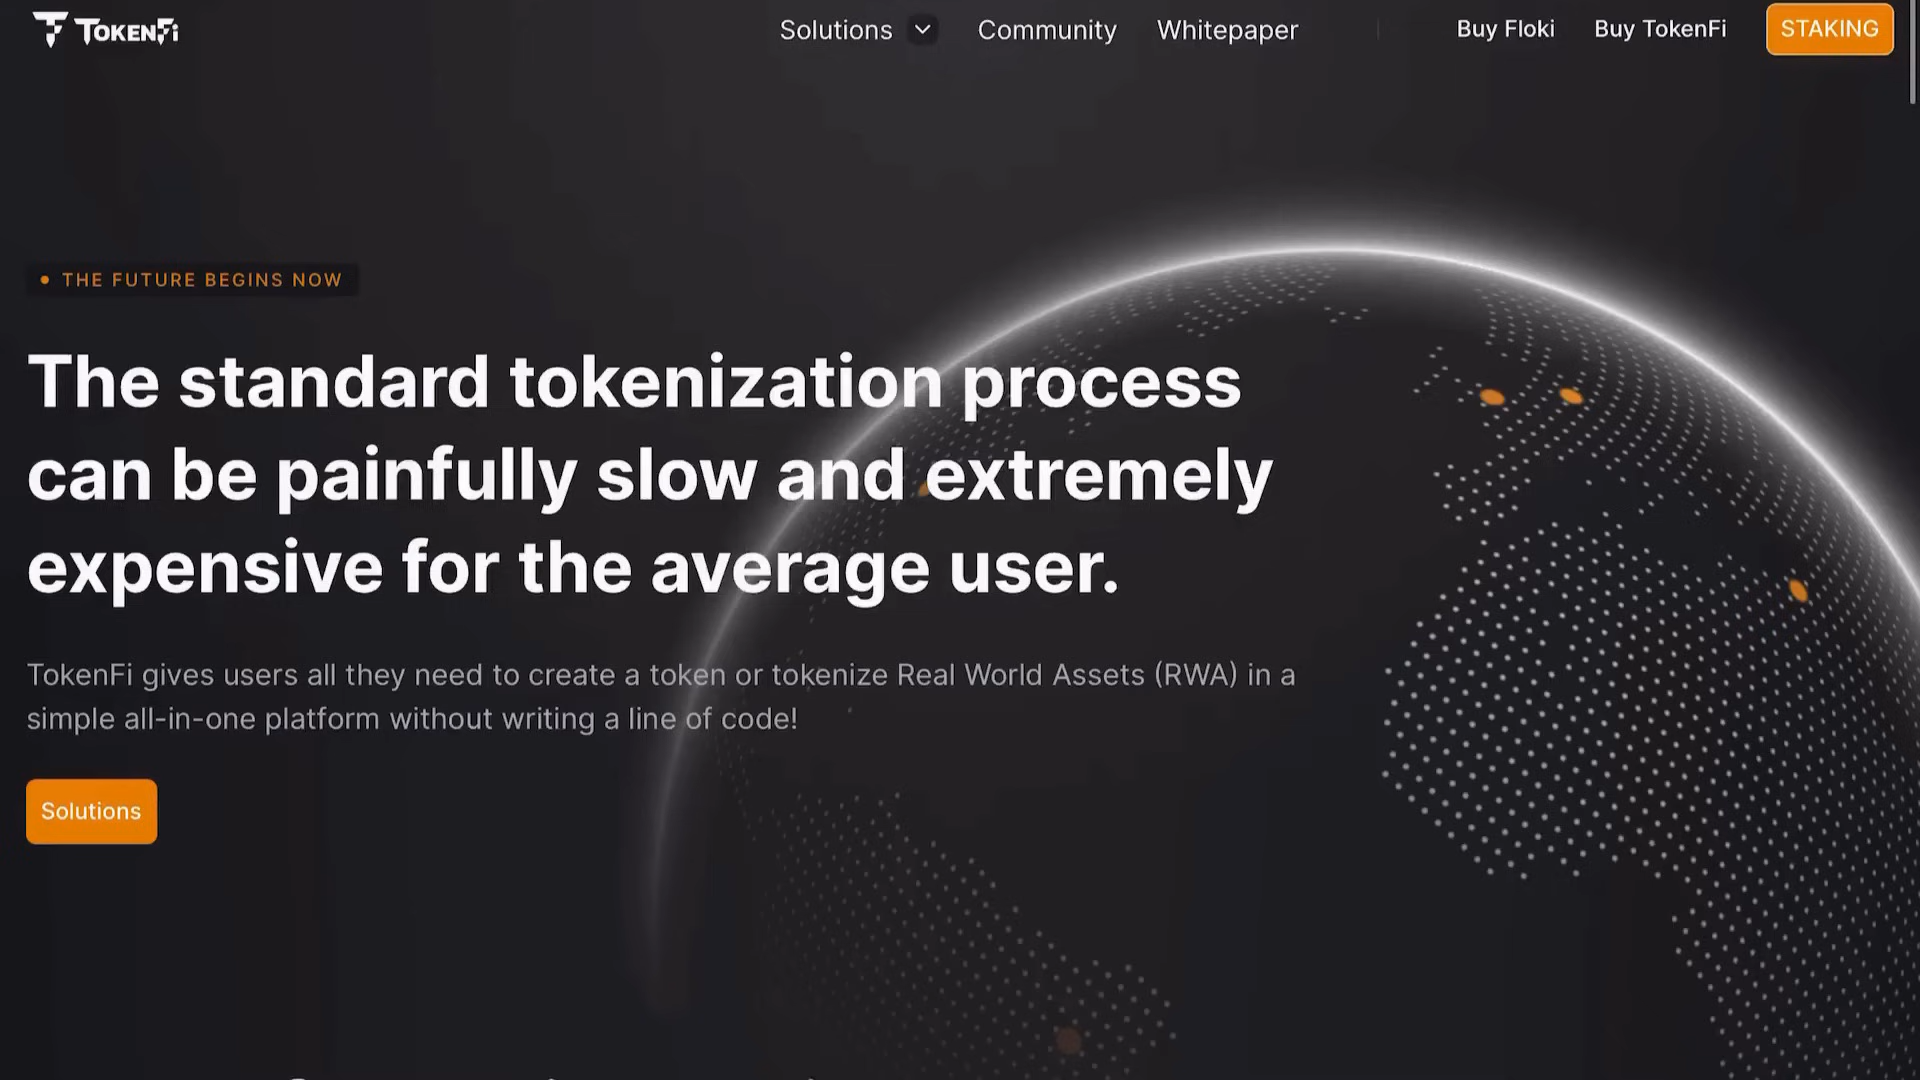 TOKENFi
Solutions
Community
Whitepaper
Buy Floki
Buy TokenFi
STAKING
THE FUTURE BEGINS NOW
The standard tokenization process
can be painfully slow and extremely
expensive for the average user.
TokenFi gives users all they need to create a token or tokenize Real World Assets (RWA) in a
simple all-in-one platform without writing a line of code!
Solutions